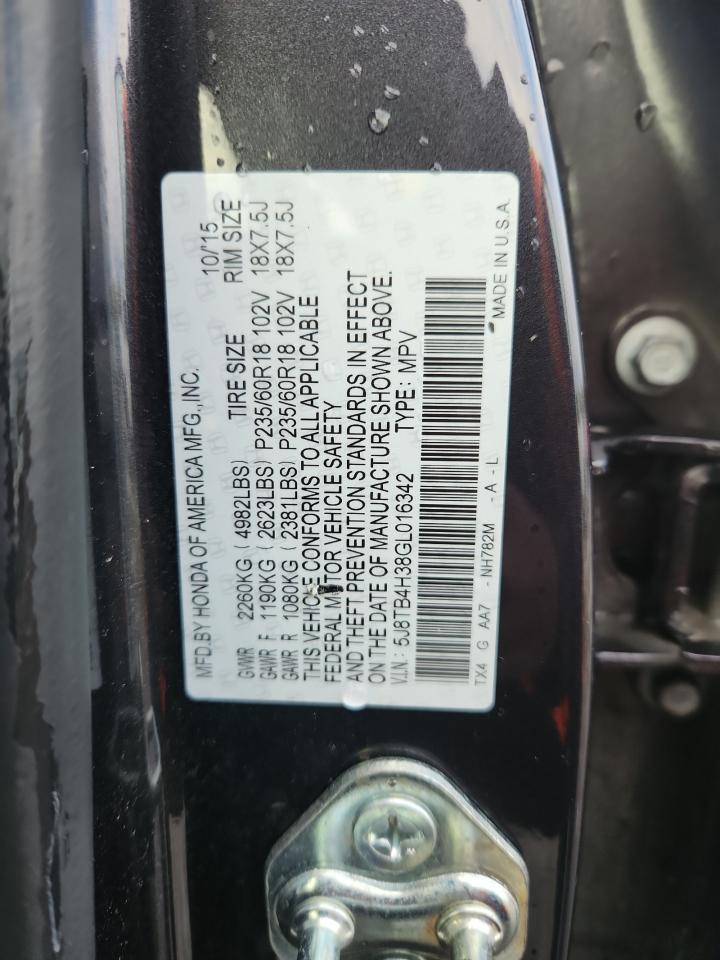 MFD.BY HONDA OF AMERICA MFG., INC. 10/'15
GVWR 2260KG ( 4982LBS) TIRE SIZE RIM SIZE
GAWR F 1190KG ( 2623LBS) P235/60R18 102V 18X7.5J
GAWR R 1080KG ( 2381LBS) P235/60R18 102V 18X7.5J
THIS VEHICLE CONFORMS TO ALL APPLICABLE
FEDERAL MOTOR VEHICLE SAFETY
AND THEFT PREVENTION STANDARDS IN EFFECT
ON THE DATE OF MANUFACTURE SHOWN ABOVE.
V.I.N.: 5J8TB4H38GL016342 TYPE: MPV
TX4 G AA7 - NH782M - A - L MADE IN U.S.A.